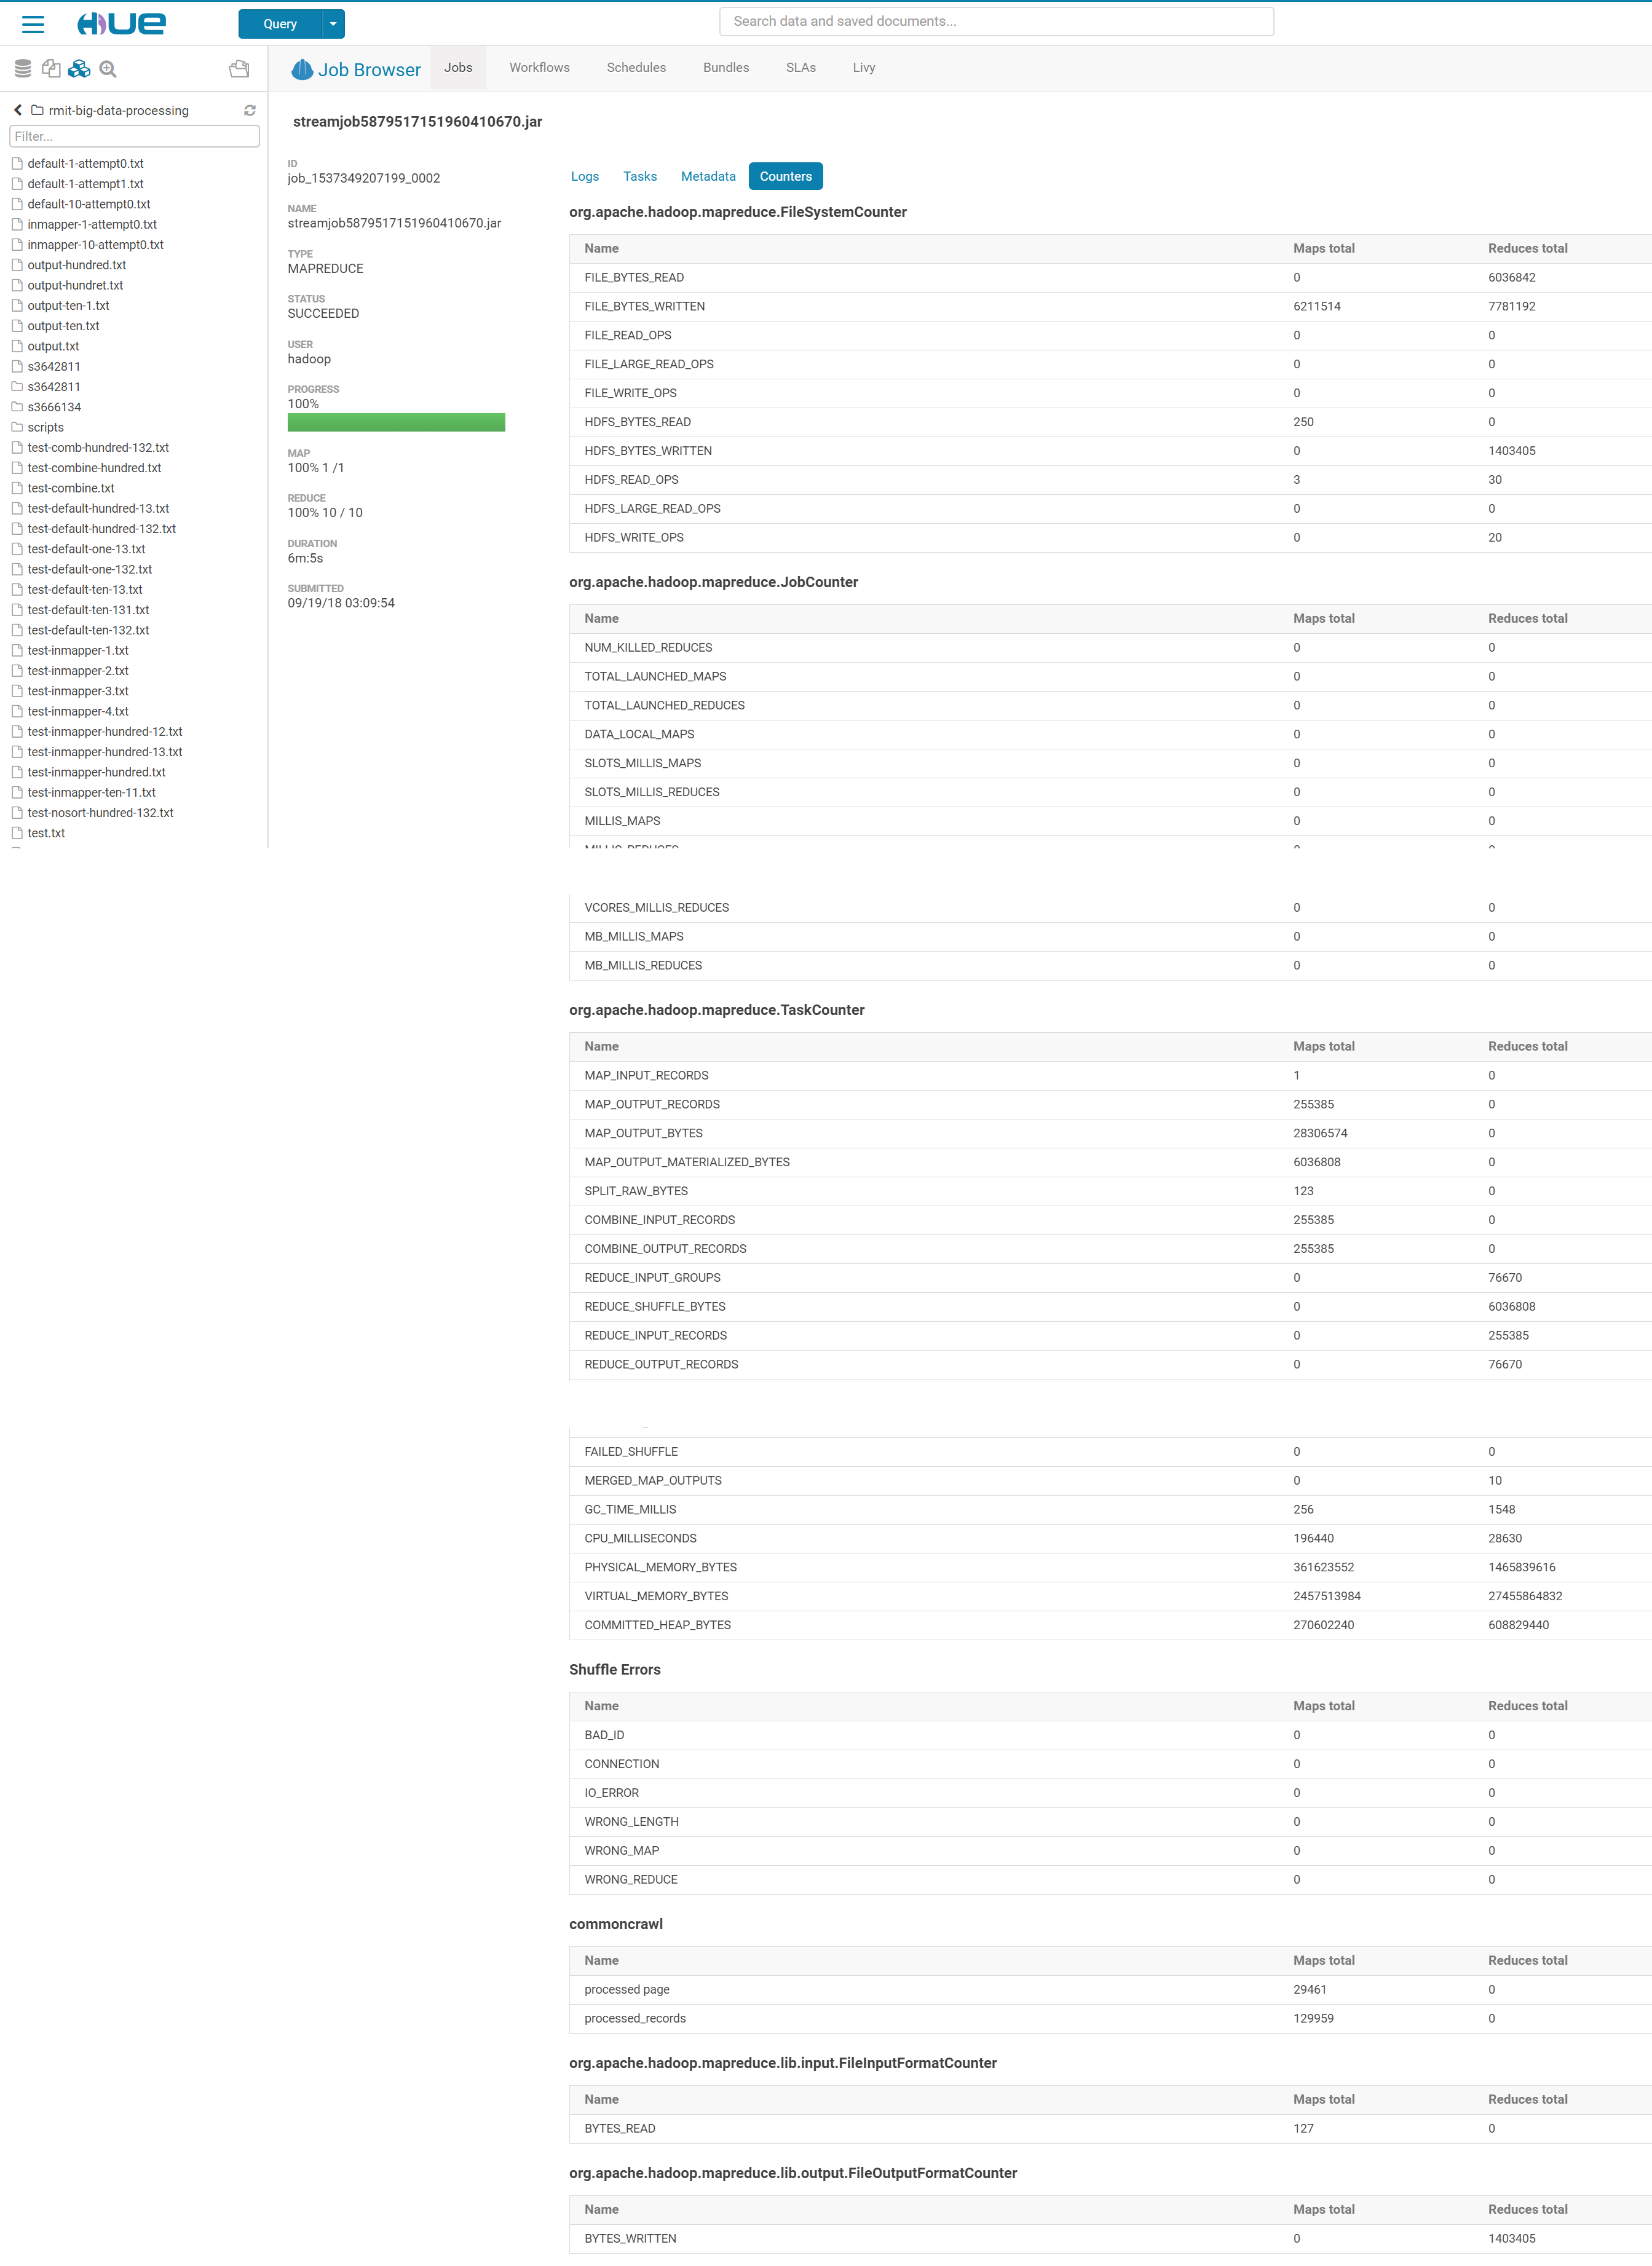 HUE
Query
Search data and saved documents...
Job Browser Jobs Workflows Schedules Bundles SLAs Livy
rmit-big-data-processing
Filter...
default-1-attempt0.txt
default-1-attempt1.txt
default-10-attempt0.txt
inmapper-1-attempt0.txt
inmapper-10-attempt0.txt
output-hundred.txt
output-hundret.txt
output-ten-1.txt
output-ten.txt
output.txt
s3642811
s3642811
s3666134
scripts
test-comb-hundred-132.txt
test-combine-hundred.txt
test-combine.txt
test-default-hundred-13.txt
test-default-hundred-132.txt
test-default-one-13.txt
test-default-one-132.txt
test-default-ten-13.txt
test-default-ten-131.txt
test-default-ten-132.txt
test-inmapper-1.txt
test-inmapper-2.txt
test-inmapper-3.txt
test-inmapper-4.txt
test-inmapper-hundred-12.txt
test-inmapper-hundred-13.txt
test-inmapper-hundred.txt
test-inmapper-ten-11.txt
test-nosort-hundred-132.txt
test.txt
streamjob5879517151960410670.jar
ID
job_1537349207199_0002
NAME
streamjob5879517151960410670.jar
TYPE
MAPREDUCE
STATUS
SUCCEEDED
USER
hadoop
PROGRESS
100%
MAP
100% 1 /1
REDUCE
100% 10 / 10
DURATION
6m:5s
SUBMITTED
09/19/18 03:09:54
Logs Tasks Metadata Counters
org.apache.hadoop.mapreduce.FileSystemCounter
Name Maps total Reduces total
FILE_BYTES_READ 0 6036842
FILE_BYTES_WRITTEN 6211514 7781192
FILE_READ_OPS 0 0
FILE_LARGE_READ_OPS 0 0
FILE_WRITE_OPS 0 0
HDFS_BYTES_READ 250 0
HDFS_BYTES_WRITTEN 0 1403405
HDFS_READ_OPS 3 30
HDFS_LARGE_READ_OPS 0 0
HDFS_WRITE_OPS 0 20
org.apache.hadoop.mapreduce.JobCounter
Name Maps total Reduces total
NUM_KILLED_REDUCES 0 0
TOTAL_LAUNCHED_MAPS 0 0
TOTAL_LAUNCHED_REDUCES 0 0
DATA_LOCAL_MAPS 0 0
SLOTS_MILLIS_MAPS 0 0
SLOTS_MILLIS_REDUCES 0 0
MILLIS_MAPS 0 0
MILLIS_REDUCES 0 0
VCORES_MILLIS_REDUCES 0 0
MB_MILLIS_MAPS 0 0
MB_MILLIS_REDUCES 0 0
org.apache.hadoop.mapreduce.TaskCounter
Name Maps total Reduces total
MAP_INPUT_RECORDS 1 0
MAP_OUTPUT_RECORDS 255385 0
MAP_OUTPUT_BYTES 28306574 0
MAP_OUTPUT_MATERIALIZED_BYTES 6036808 0
SPLIT_RAW_BYTES 123 0
COMBINE_INPUT_RECORDS 255385 0
COMBINE_OUTPUT_RECORDS 255385 0
REDUCE_INPUT_GROUPS 0 76670
REDUCE_SHUFFLE_BYTES 0 6036808
REDUCE_INPUT_RECORDS 0 255385
REDUCE_OUTPUT_RECORDS 0 76670
FAILED_SHUFFLE 0 0
MERGED_MAP_OUTPUTS 0 10
GC_TIME_MILLIS 256 1548
CPU_MILLISECONDS 196440 28630
PHYSICAL_MEMORY_BYTES 361623552 1465839616
VIRTUAL_MEMORY_BYTES 2457513984 27455864832
COMMITTED_HEAP_BYTES 270602240 608829440
Shuffle Errors
Name Maps total Reduces total
BAD_ID 0 0
CONNECTION 0 0
IO_ERROR 0 0
WRONG_LENGTH 0 0
WRONG_MAP 0 0
WRONG_REDUCE 0 0
commoncrawl
Name Maps total Reduces total
processed page 29461 0
processed_records 129959 0
org.apache.hadoop.mapreduce.lib.input.FileInputFormatCounter
Name Maps total Reduces total
BYTES_READ 127 0
org.apache.hadoop.mapreduce.lib.output.FileOutputFormatCounter
Name Maps total Reduces total
BYTES_WRITTEN 0 1403405